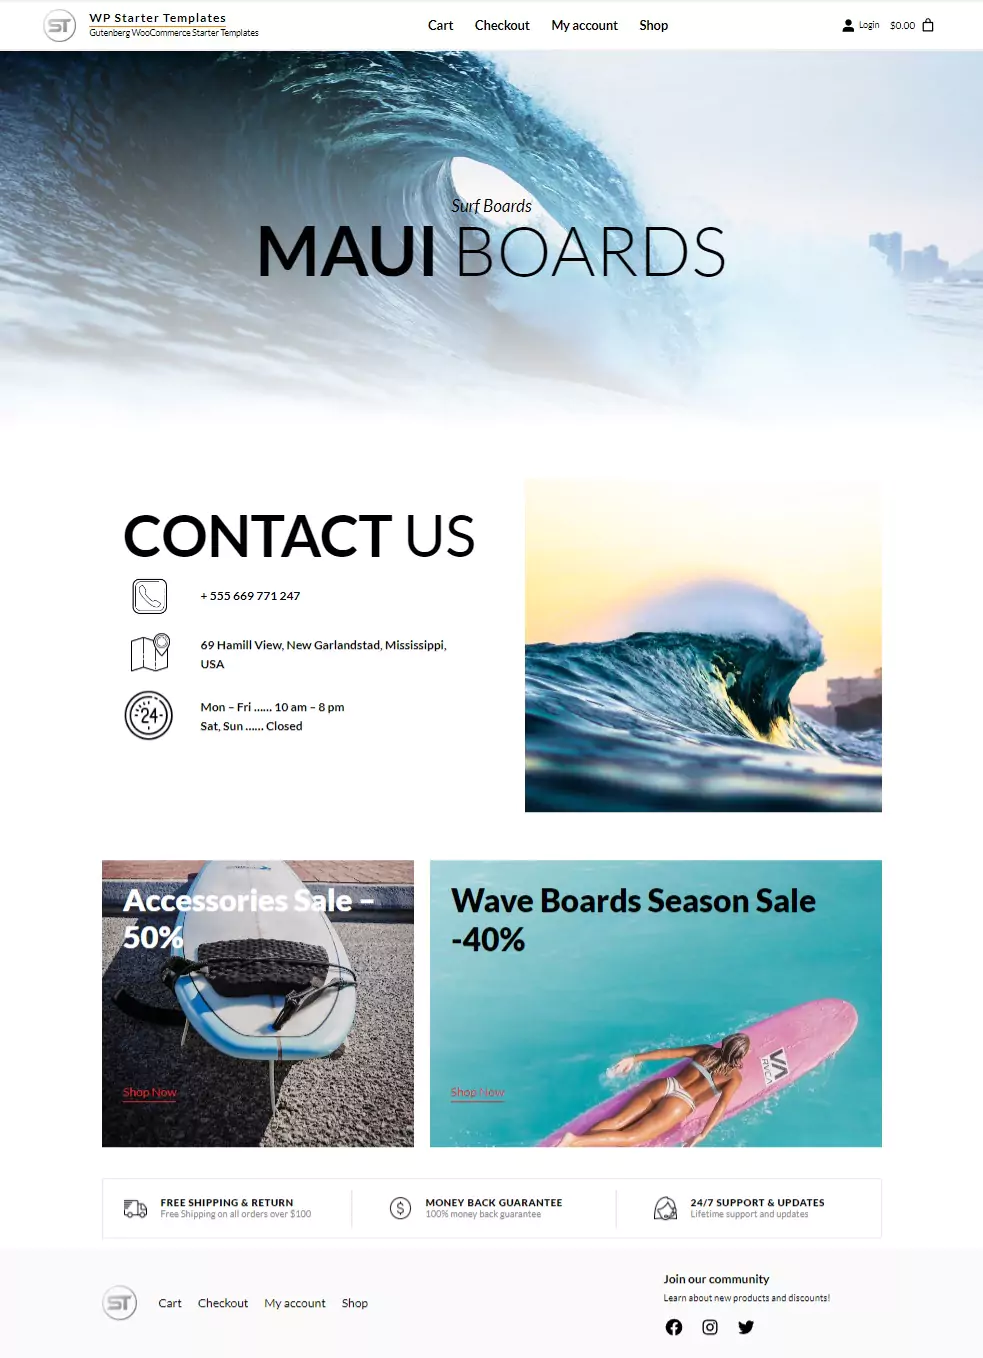 ST
WP Starter Templates
Gutenberg WooCommerce Starter Templates
Cart Checkout My account Shop
Login $0.00
Surf Boards
MAUI BOARDS
CONTACT US
+ 555 669 771 247
69 Hamill View, New Garlandstad, Mississippi,
USA
24
Mon – Fri ...... 10 am – 8 pm
Sat, Sun ...... Closed
Accessories Sale –
50%
Shop Now
Wave Boards Season Sale
-40%
RVCA
Shop Now
FREE SHIPPING & RETURN
Free Shipping on all orders over $100
MONEY BACK GUARANTEE
100% money back guarantee
24/7 SUPPORT & UPDATES
Lifetime support and updates
ST
Cart Checkout My account Shop
Join our community
Learn about new products and discounts!